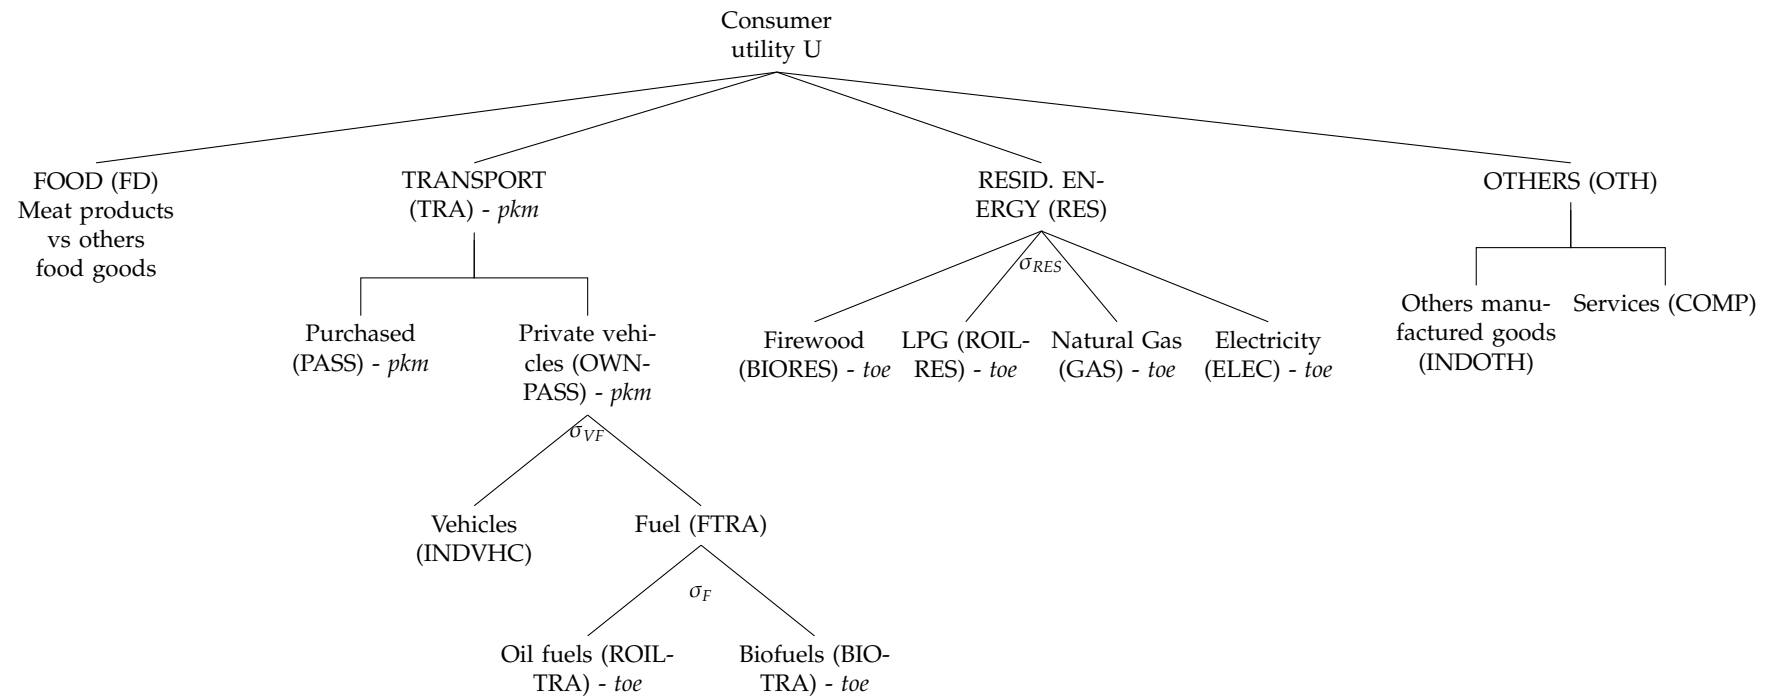 Consumer
utility U
FOOD (FD)
Meat products
vs others
food goods
TRANSPORT
(TRA) - pkm
RESID. EN-
ERGY (RES)
OTHERS (OTH)
σRES
Purchased
(PASS) - pkm
Private vehi-
cles (OWN-
PASS) - pkm
Firewood
(BIORES) - toe
LPG (ROIL-
RES) - toe
Natural Gas
(GAS) - toe
Electricity
(ELEC) - toe
Others manu-
factured goods
(INDOTH)
Services (COMP)
σVF
Vehicles
(INDVHC)
Fuel (FTRA)
σF
Oil fuels (ROIL-
TRA) - toe
Biofuels (BIO-
TRA) - toe